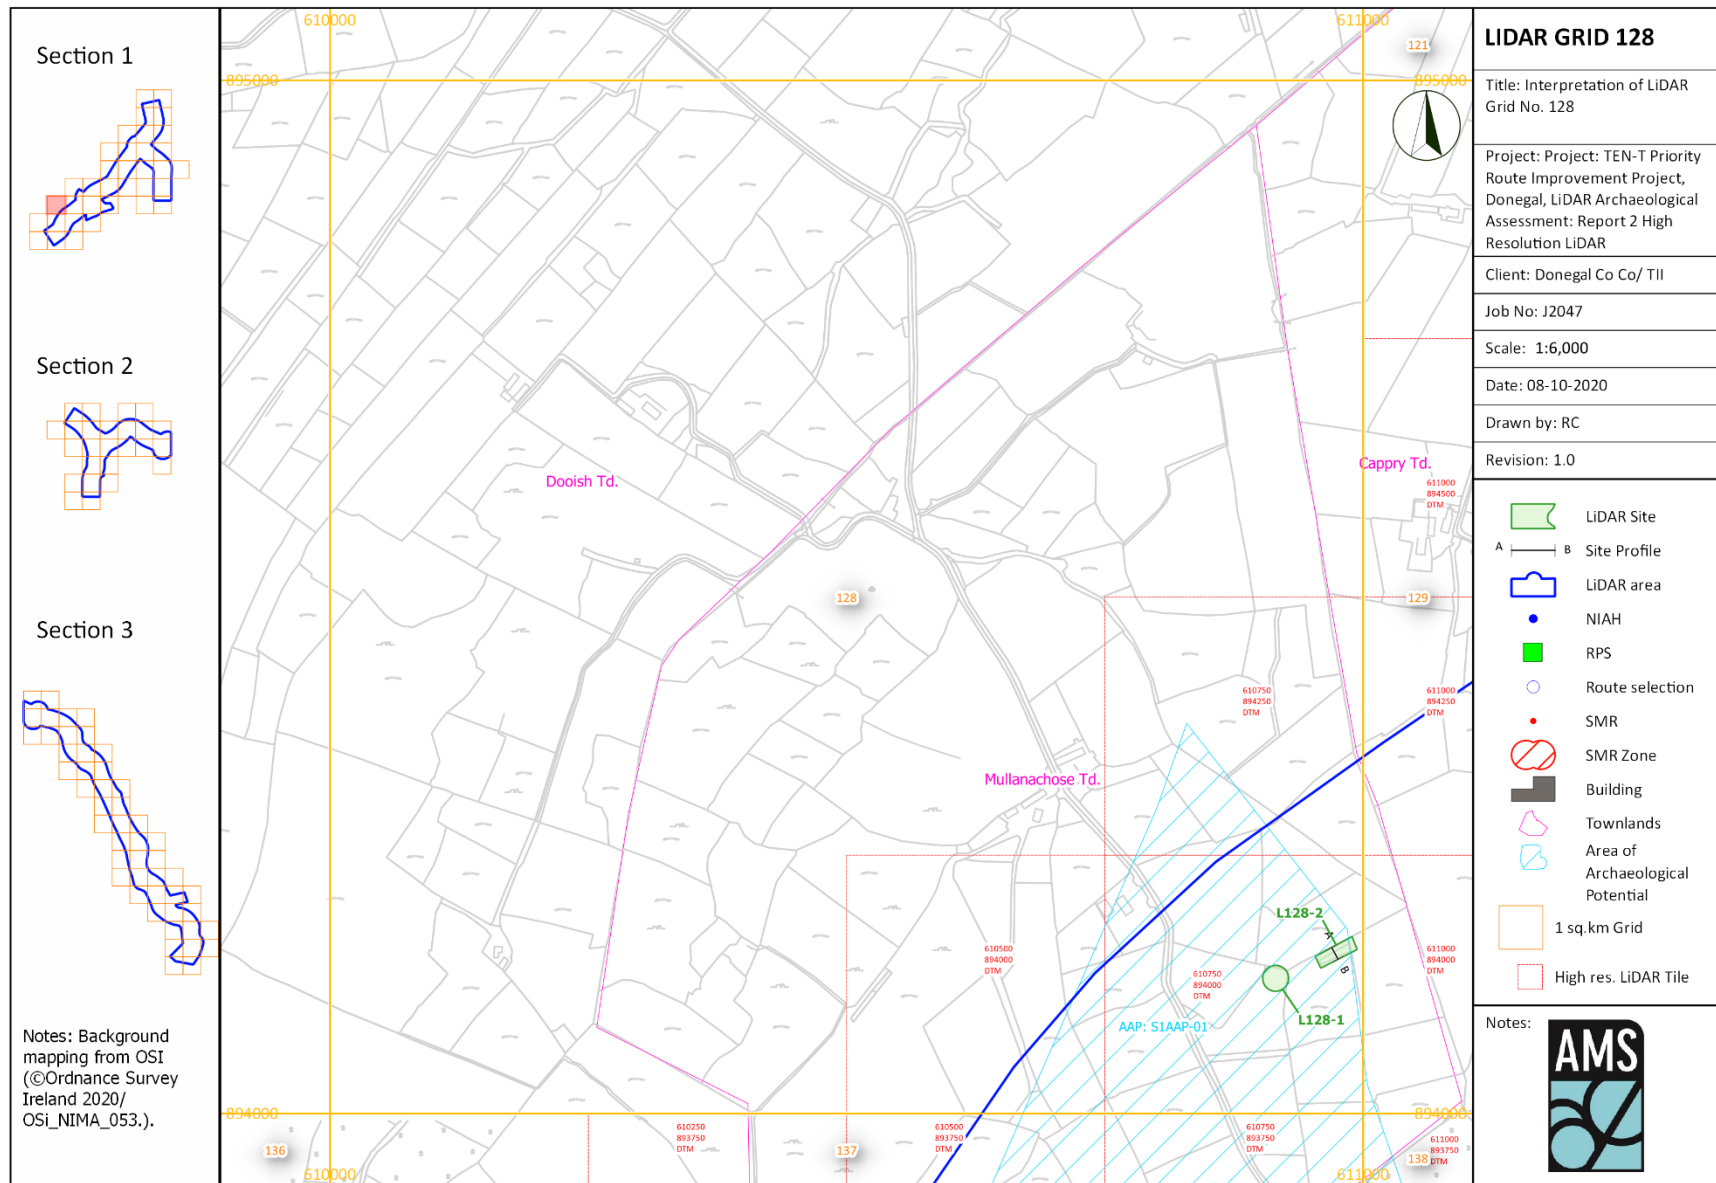 Section 1
Section 2
Section 3
Notes: Background
mapping from OSI
(©Ordnance Survey
Ireland 2020/
OSi_NIMA_053.).
610000
611000
121
895000
895000
Dooish Td.
Cappry Td.
611000
894500
DTM
128
129
610750
894250
DTM
611000
894250
DTM
Mullanachose Td.
L128-2
A
B
610500
894000
DTM
610750
894000
DTM
611000
894000
DTM
L128-1
AAP: S1AAP-01
894000
894000
610250
893750
DTM
610500
893750
DTM
610750
893750
DTM
611000
893750
DTM
136
137
138
610000
611000
LIDAR GRID 128
Title: Interpretation of LiDAR
Grid No. 128
Project: Project: TEN-T Priority
Route Improvement Project,
Donegal, LiDAR Archaeological
Assessment: Report 2 High
Resolution LiDAR
Client: Donegal Co Co/ TII
Job No: J2047
Scale: 1:6,000
Date: 08-10-2020
Drawn by: RC
Revision: 1.0
LiDAR Site
A B Site Profile
LiDAR area
NIAH
RPS
Route selection
SMR
SMR Zone
Building
Townlands
Area of
Archaeological
Potential
1 sq.km Grid
High res. LiDAR Tile
Notes:
AMS